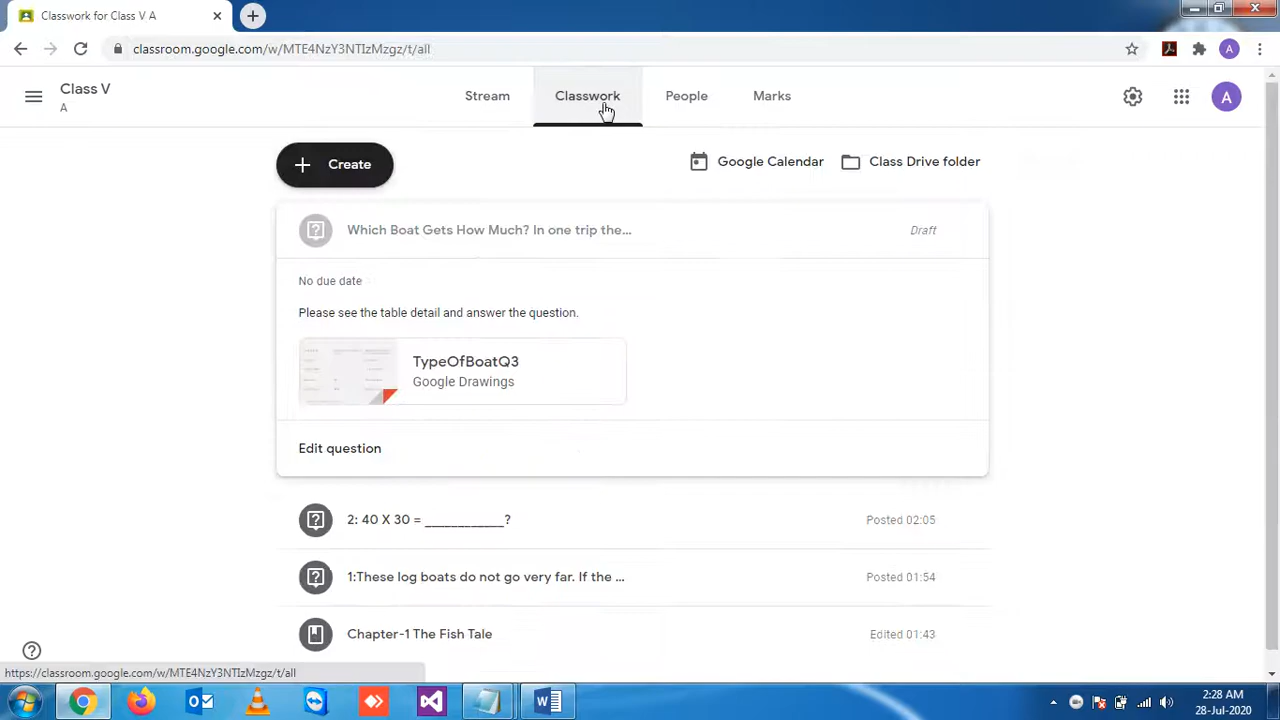 Classwork for Class V A
classroom.google.com/w/MTE4NzY3NTIzMzgz/t/all
A
Class V
A
Stream
Classwork
People
Marks
A
Create
Google Calendar
Class Drive folder
Which Boat Gets How Much? In one trip the...
Draft
No due date
Please see the table detail and answer the question.
TypeOfBoatQ3
Google Drawings
Edit question
2: 40 X 30 = ____________?
Posted 02:05
1:These log boats do not go very far. If the ...
Posted 01:54
Chapter-1 The Fish Tale
Edited 01:43
https://classroom.google.com/w/MTE4NzY3NTIzMzgz/t/all
2:28 AM
28-Jul-2020